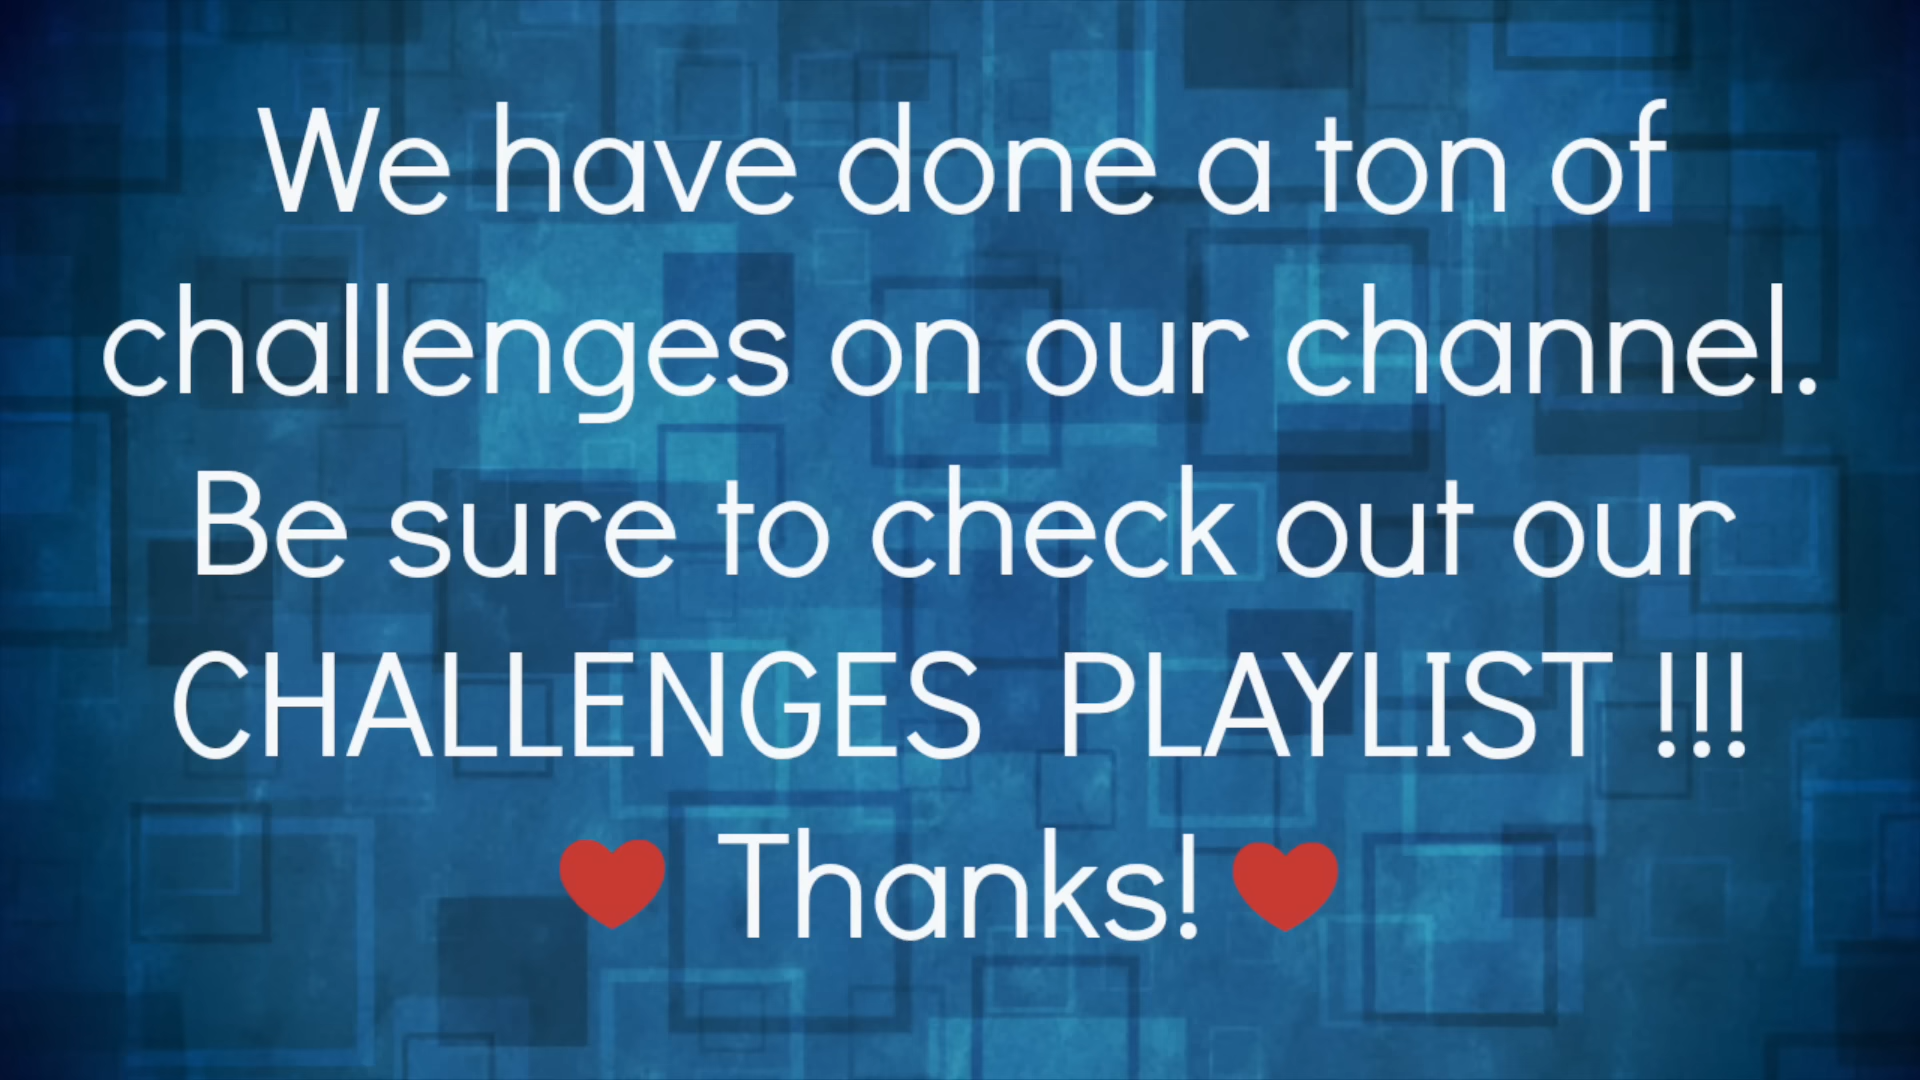 We have done a ton of
challenges on our channel.
Be sure to check out our
CHALLENGES PLAYLIST !!!
❤ Thanks! ❤